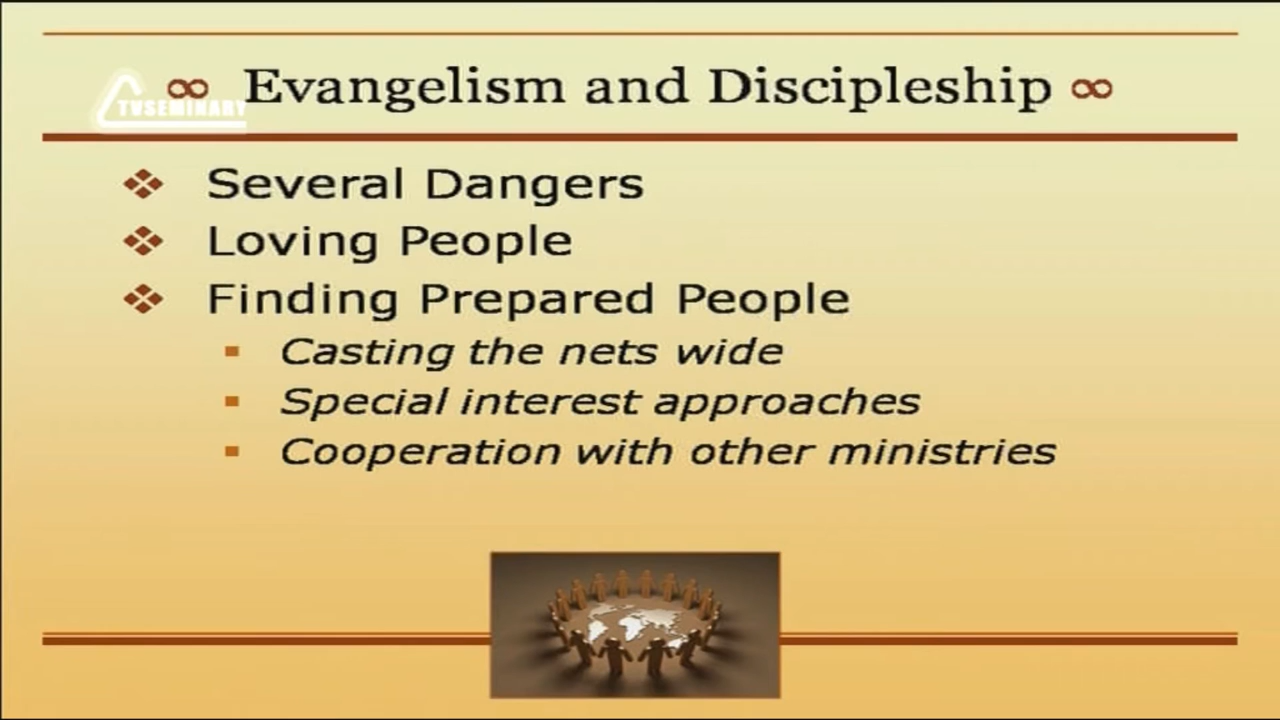 ∞ Evangelism and Discipleship ∞
TVSEMINARY
Several Dangers
Loving People
Finding Prepared People
Casting the nets wide
Special interest approaches
Cooperation with other ministries